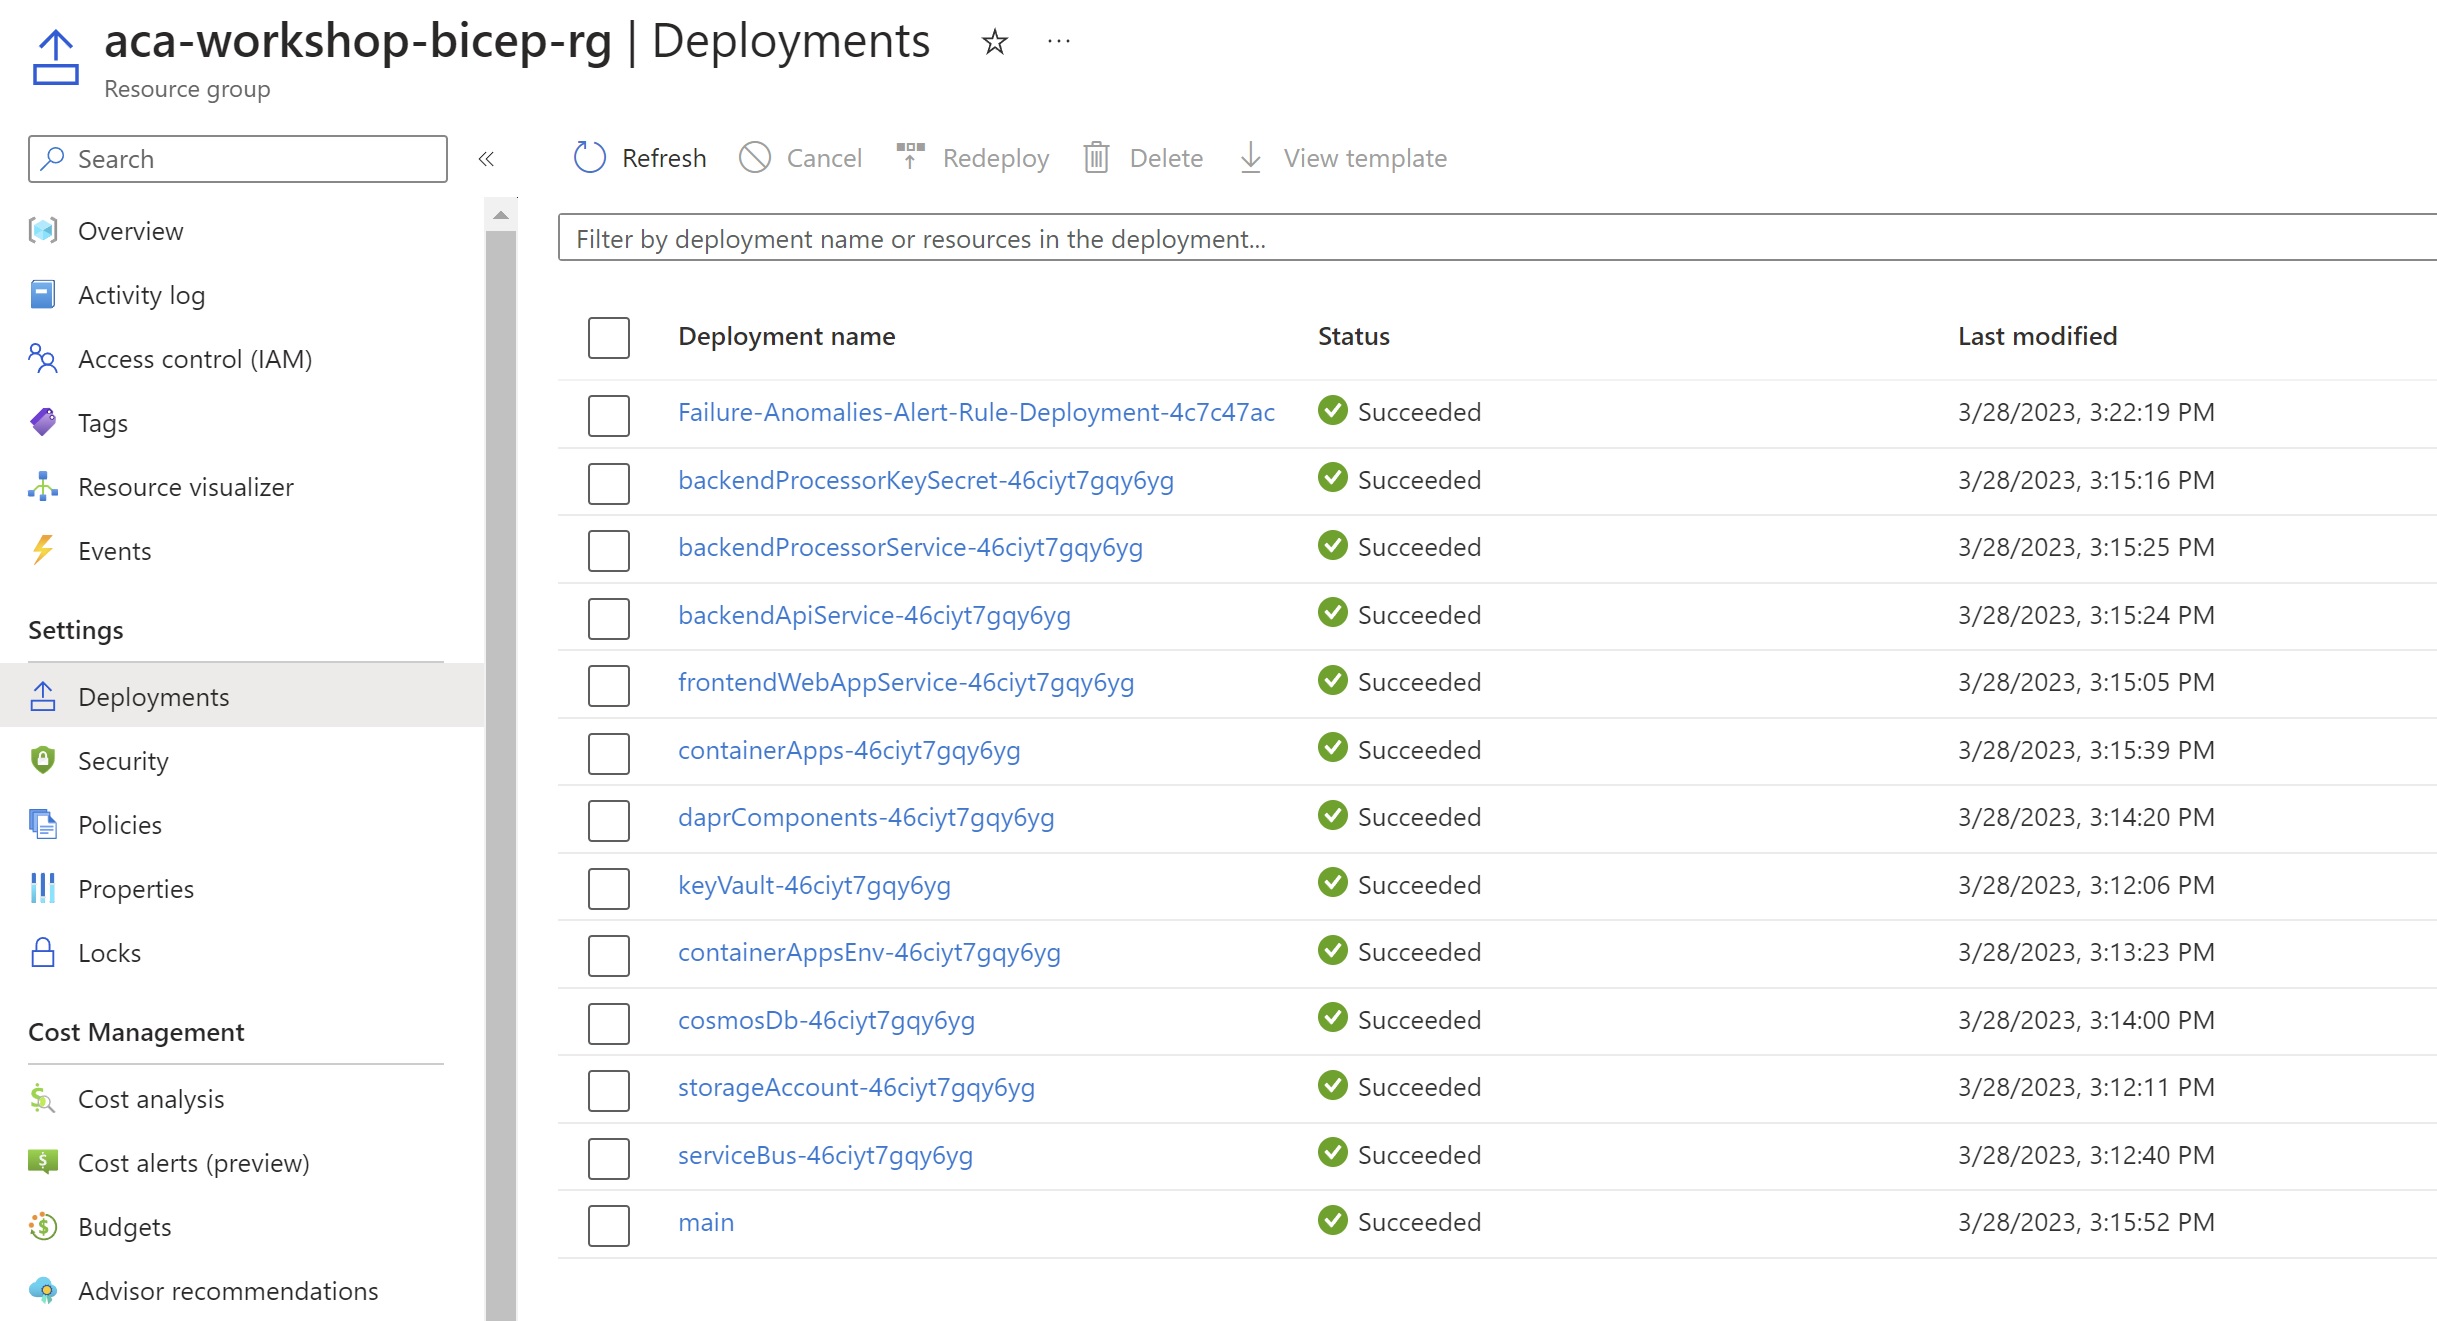 aca-workshop-bicep-rg | Deployments
Resource group
Search
Refresh Cancel Redeploy Delete View template
Filter by deployment name or resources in the deployment...
Overview
Activity log
Access control (IAM)
Tags
Resource visualizer
Events
Settings
Deployments
Security
Policies
Properties
Locks
Cost Management
Cost analysis
Cost alerts (preview)
Budgets
Advisor recommendations
Deployment name Status Last modified
Failure-Anomalies-Alert-Rule-Deployment-4c7c47ac Succeeded 3/28/2023, 3:22:19 PM
backendProcessorKeySecret-46ciyt7gqy6yg Succeeded 3/28/2023, 3:15:16 PM
backendProcessorService-46ciyt7gqy6yg Succeeded 3/28/2023, 3:15:25 PM
backendApiService-46ciyt7gqy6yg Succeeded 3/28/2023, 3:15:24 PM
frontendWebAppService-46ciyt7gqy6yg Succeeded 3/28/2023, 3:15:05 PM
containerApps-46ciyt7gqy6yg Succeeded 3/28/2023, 3:15:39 PM
daprComponents-46ciyt7gqy6yg Succeeded 3/28/2023, 3:14:20 PM
keyVault-46ciyt7gqy6yg Succeeded 3/28/2023, 3:12:06 PM
containerAppsEnv-46ciyt7gqy6yg Succeeded 3/28/2023, 3:13:23 PM
cosmosDb-46ciyt7gqy6yg Succeeded 3/28/2023, 3:14:00 PM
storageAccount-46ciyt7gqy6yg Succeeded 3/28/2023, 3:12:11 PM
serviceBus-46ciyt7gqy6yg Succeeded 3/28/2023, 3:12:40 PM
main Succeeded 3/28/2023, 3:15:52 PM